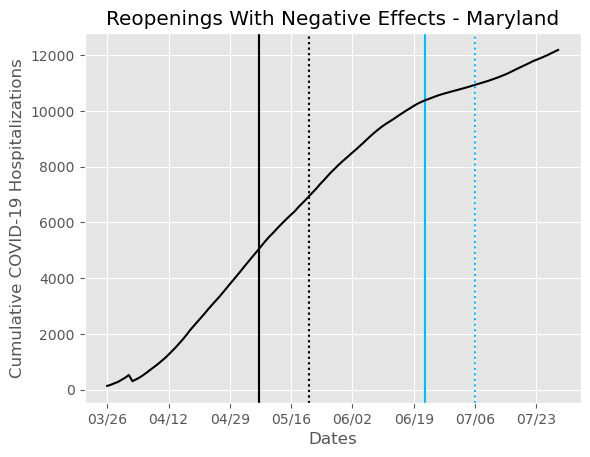 Reopenings With Negative Effects - Maryland
Cumulative COVID-19 Hospitalizations
12000
10000
8000
6000
4000
2000
0
03/26 04/12 04/29 05/16 06/02 06/19 07/06 07/23
Dates